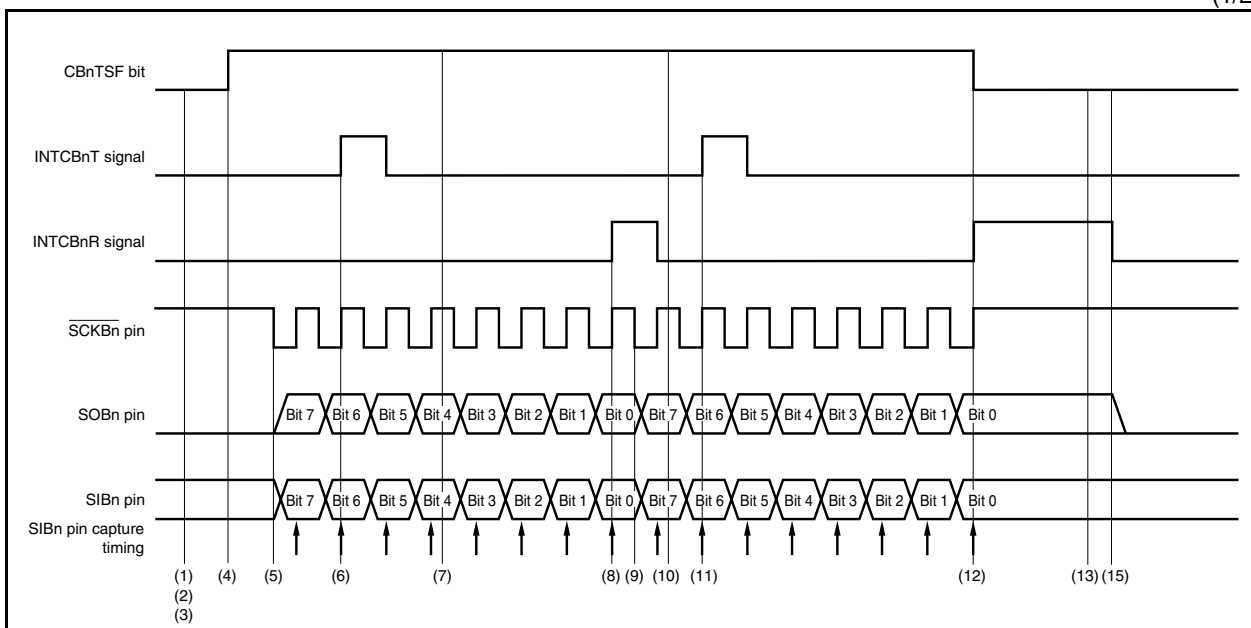 CBnTSF bit
INTCBnT signal
INTCBnR signal
SCKBn pin
SOBn pin
Bit 7 Bit 6 Bit 5 Bit 4 Bit 3 Bit 2 Bit 1 Bit 0 Bit 7 Bit 6 Bit 5 Bit 4 Bit 3 Bit 2 Bit 1 Bit 0
SIBn pin
Bit 7 Bit 6 Bit 5 Bit 4 Bit 3 Bit 2 Bit 1 Bit 0 Bit 7 Bit 6 Bit 5 Bit 4 Bit 3 Bit 2 Bit 1 Bit 0
SIBn pin capture
timing
(1) (4) (5) (6) (7) (8) (9) (10) (11) (12) (13) (15)
(2)
(3)